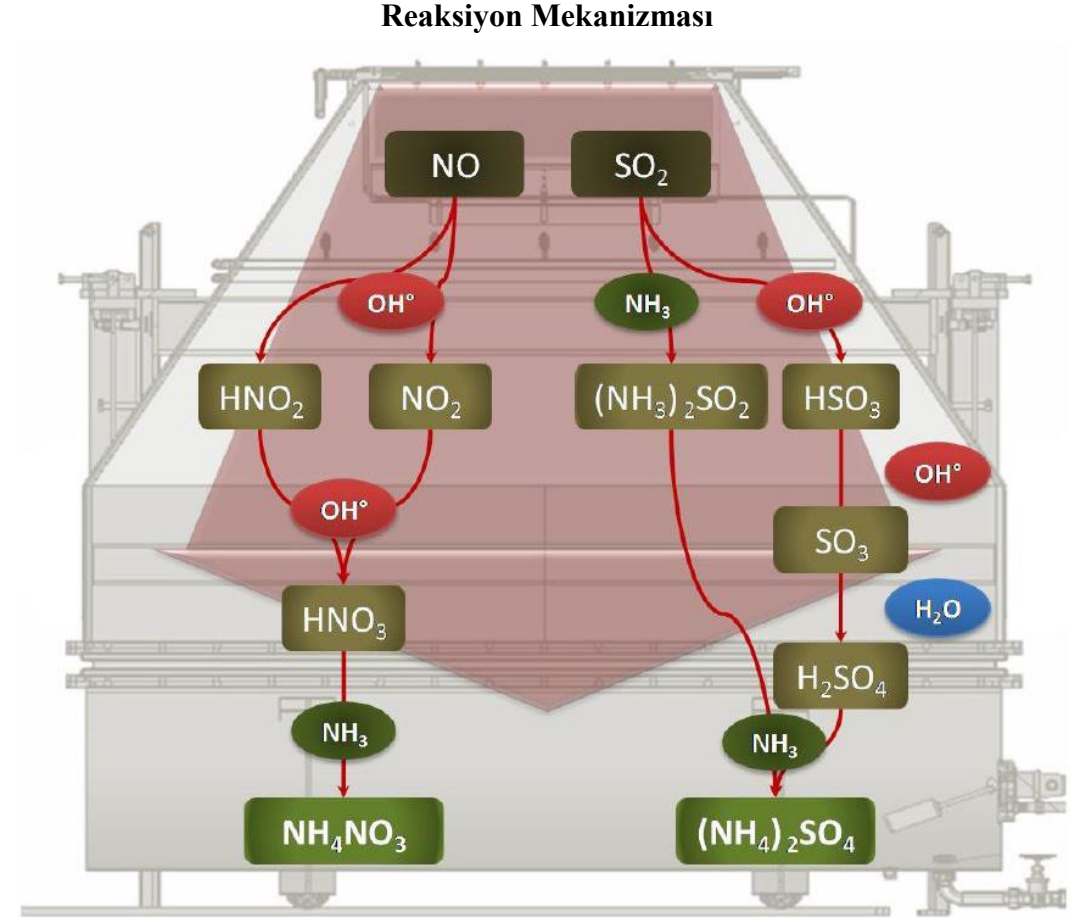 Reaksiyon Mekanizması
NO
SO₂
OH°
NH₃
OH°
HNO₂
NO₂
(NH₃)₂SO₂
HSO₃
OH°
OH°
SO₃
HNO₃
H₂O
H₂SO₄
NH₃
NH₃
NH₄NO₃
(NH₄)₂SO₄